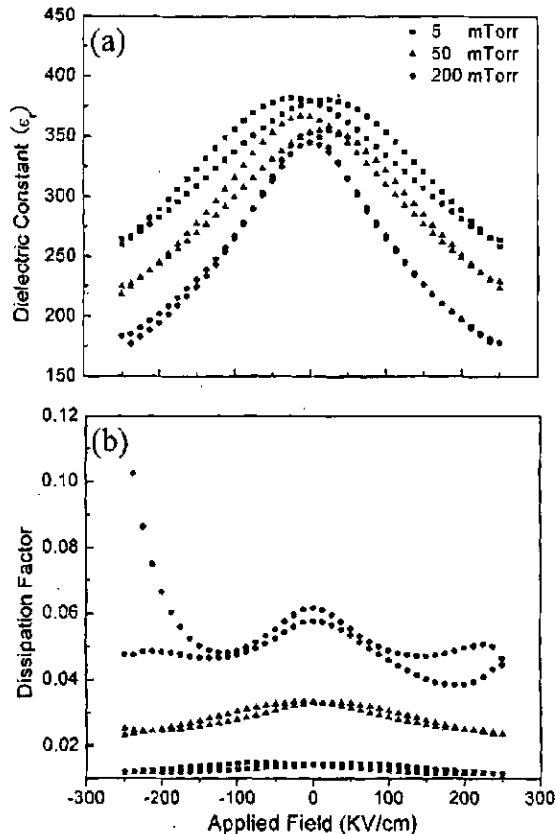 (a)
5 mTorr
50 mTorr
200 mTorr
450
400
350
300
250
200
150
Dielectric Constant (εr)
(b)
0.12
0.10
0.08
0.06
0.04
0.02
Dissipation Factor
-300 -200 -100 0 100 200 300
Applied Field (KV/cm)